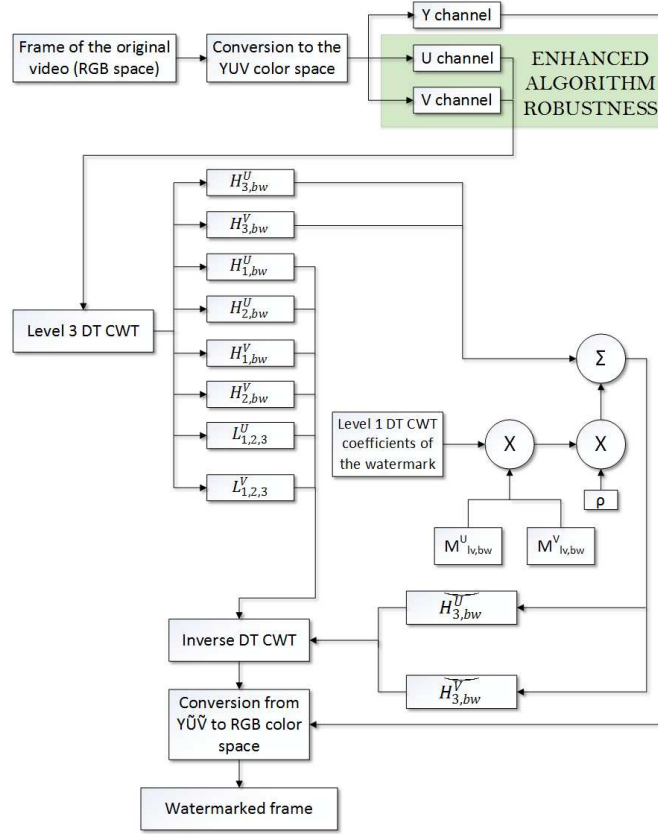 Y channel
Frame of the original
video (RGB space)
Conversion to the
YUV color space
U channel
V channel
ENHANCED
ALGORITHM
ROBUSTNESS
H^U_{3,bw}
H^V_{3,bw}
H^U_{1,bw}
H^U_{2,bw}
Level 3 DT CWT
H^V_{1,bw}
H^V_{2,bw}
L^U_{1,2,3}
L^V_{1,2,3}
Σ
Level 1 DT CWT
coefficients of
the watermark
X
X
ρ
M^U_{lv,bw}
M^V_{lv,bw}
\widetilde{H^U_{3,bw}}
Inverse DT CWT
\widetilde{H^V_{3,bw}}
Conversion from
YŨṼ to RGB color
space
Watermarked frame